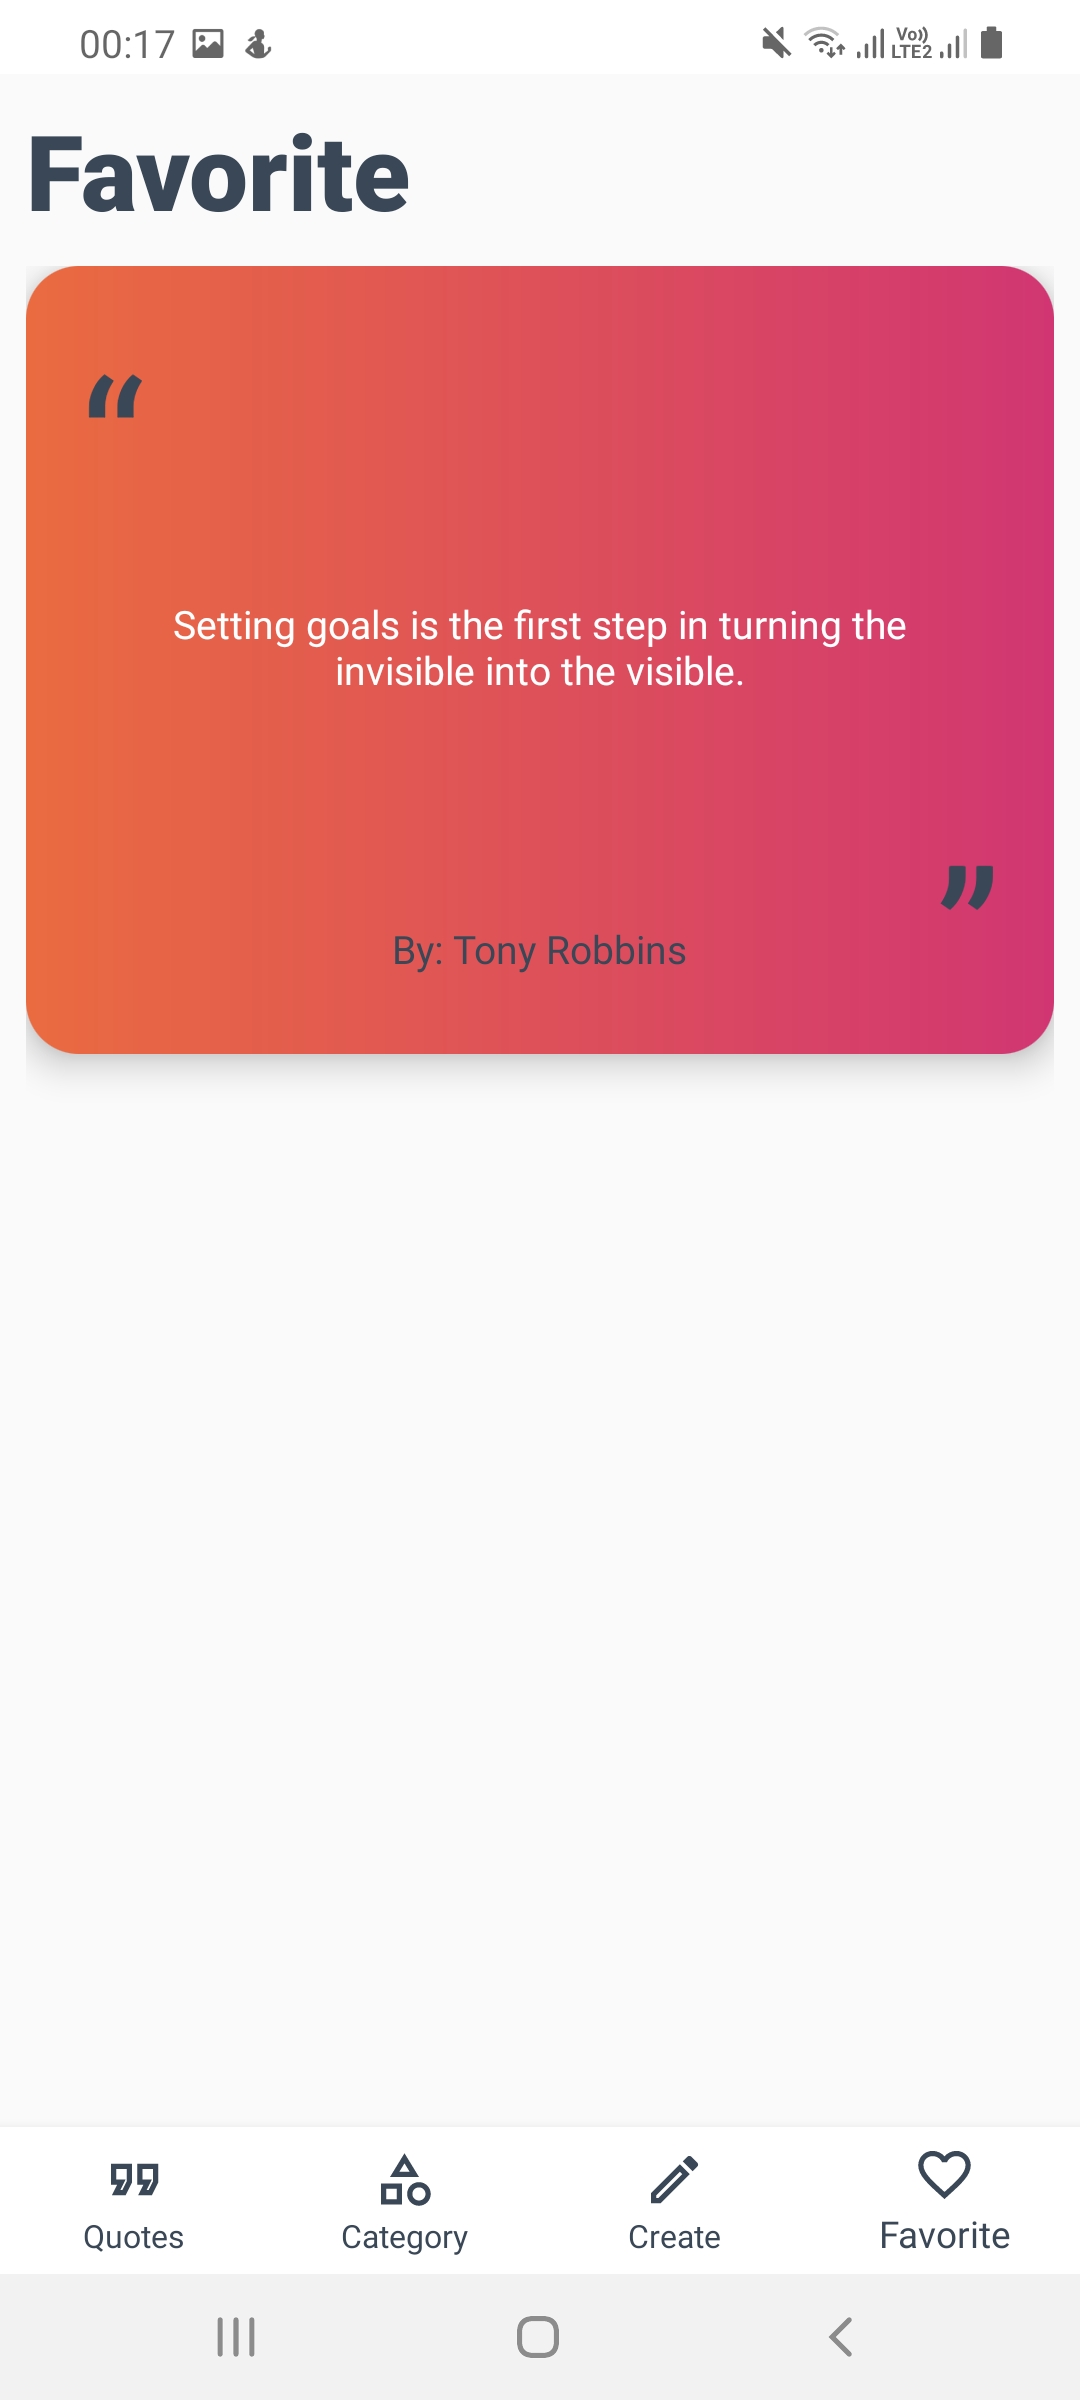 00:17
Vo))
LTE2
Favorite
“
Setting goals is the first step in turning the
invisible into the visible.
”
By: Tony Robbins
Quotes
Category
Create
Favorite